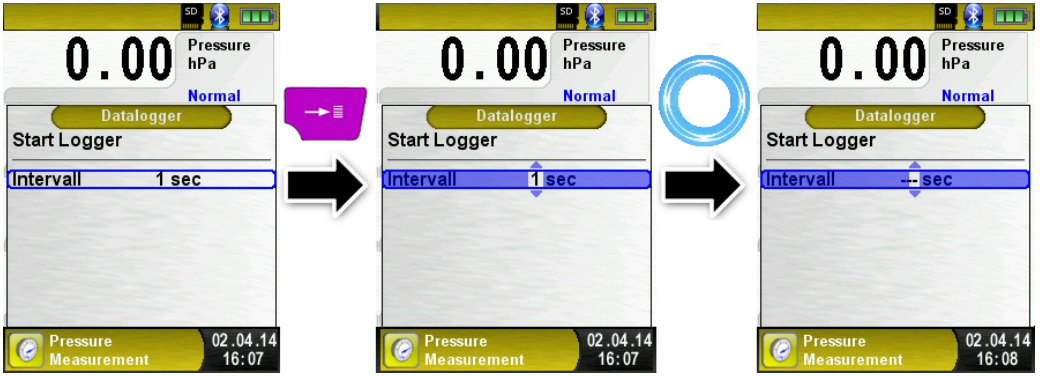 SD
0.00
Pressure
hPa
Normal
Datalogger
Start Logger
Intervall 1 sec
Pressure
Measurement
02.04.14
16:07
SD
0.00
Pressure
hPa
Normal
Datalogger
Start Logger
Intervall 1 sec
Pressure
Measurement
02.04.14
16:07
SD
0.00
Pressure
hPa
Normal
Datalogger
Start Logger
Intervall --- sec
Pressure
Measurement
02.04.14
16:08